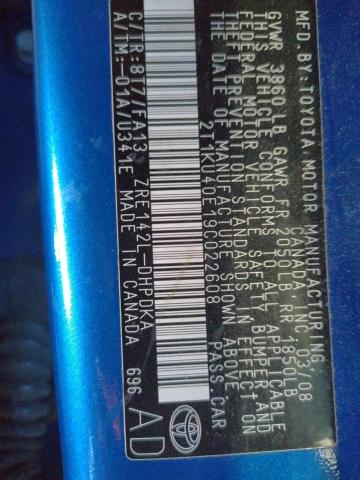 MFD.BY:TOYOTA MOTOR MANUFACTURING
CANADA INC 03/08
GVWR 3860LB GAWR FR 2050LB RR 1850LB
THIS VEHICLE CONFORMS TO ALL APPLICABLE
FEDERAL MOTOR VEHICLE SAFETY BUMPER AND
THEFT PREVENTION STANDARDS IN EFFECT ON
THE DATE OF MANUFACTURE SHOWN ABOVE.
2T1KU40E19C022608 PASS.CAR
C/TR:8T7/FA13 ZRE142L-DHPDKA
A/TM:-01A/U341E MADE IN CANADA 696 AD